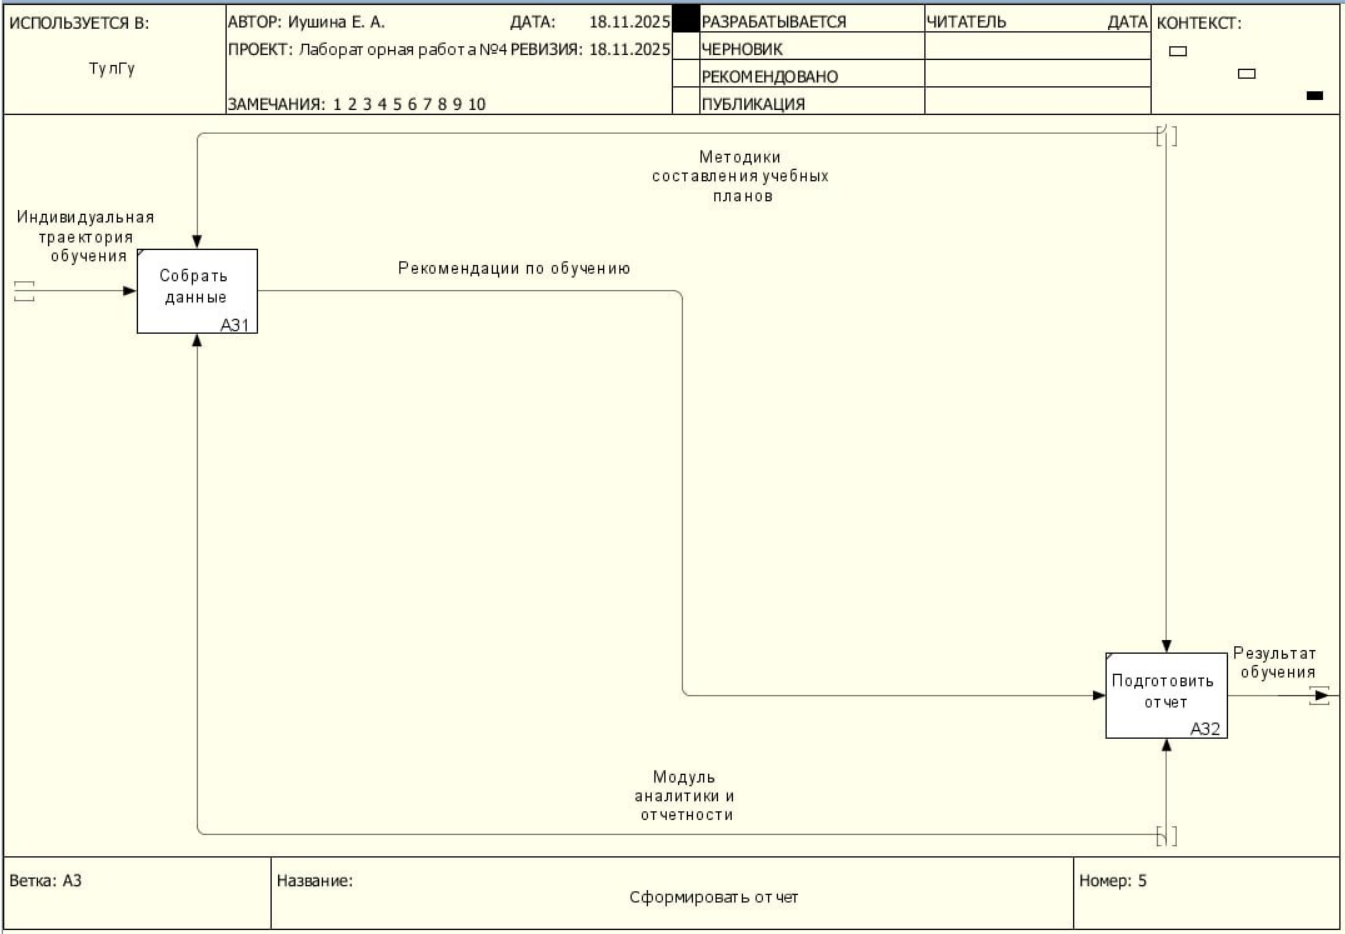 ИСПОЛЬЗУЕТСЯ В:
ТулГу
АВТОР: Иушина Е. А.
ДАТА: 18.11.2025
ПРОЕКТ: Лабораторная работа №4
РЕВИЗИЯ: 18.11.2025
ЗАМЕЧАНИЯ: 1 2 3 4 5 6 7 8 9 10
РАЗРАБАТЫВАЕТСЯ
ЧЕРНОВИК
РЕКОМЕНДОВАНО
ПУБЛИКАЦИЯ
ЧИТАТЕЛЬ
ДАТА
КОНТЕКСТ:
Методики
составления учебных
планов
Индивидуальная
траектория
обучения
Собрать
данные
A31
Рекомендации по обучению
Подготовить
отчет
A32
Результат
обучения
Модуль
аналитики и
отчетности
Ветка: A3
Название:
Сформировать отчет
Номер: 5